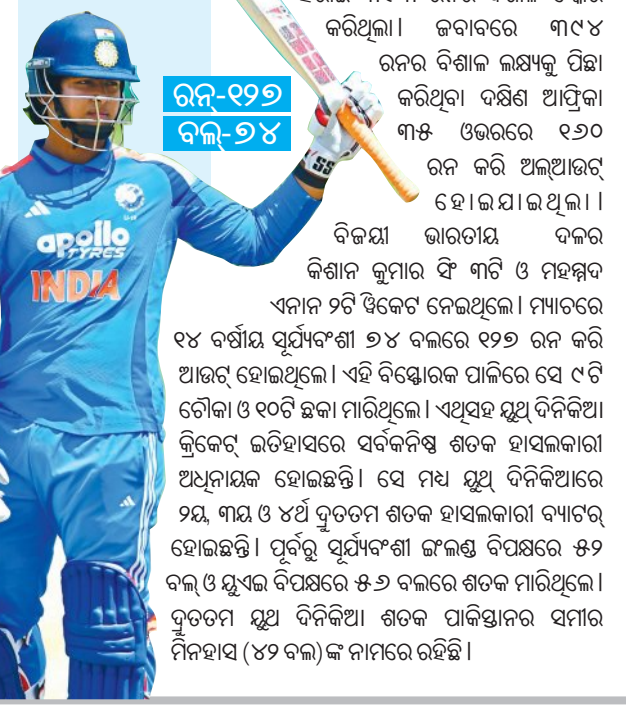 କରିଥିଲା। ଜବାବରେ ୩୯୪
ରନର ବିଶାଳ ଲକ୍ଷ୍ୟକୁ ପିଛା
କରିଥିବା ଦକ୍ଷିଣ ଆଫ୍ରିକା
୩୫ ଓଭରରେ ୧୬୦
ରନ କରି ଅଲ୍ଆଉଟ୍
ହୋଇଯାଇଥିଲା।
ବିଜୟୀ ଭାରତୀୟ ଦଳର
କିଶାନ କୁମାର ସିଂ ୩ଟି ଓ ମହମ୍ମଦ
ଏନାନ ୨ଟି ୱିକେଟ ନେଇଥିଲେ। ମ୍ୟାଚରେ
୧୪ ବର୍ଷୀୟ ସୂର୍ଯ୍ୟବଂଶୀ ୭୪ ବଲରେ ୧୨୭ ରନ କରି
ଆଉଟ୍ ହୋଇଥିଲେ। ଏହି ବିସ୍ଫୋରକ ପାଳିରେ ସେ ୯ଟି
ଚୌକା ଓ ୧୦ଟି ଛକା ମାରିଥିଲେ। ଏଥିସହ ୟୁଥ୍ ଦିନିକିଆ
କ୍ରିକେଟ୍ ଇତିହାସରେ ସର୍ବକନିଷ୍ଠ ଶତକ ହାସଲକାରୀ
ଅଧିନାୟକ ହୋଇଛନ୍ତି। ସେ ମଧ୍ୟ ୟୁଥ୍ ଦିନିକିଆରେ
୨ୟ, ୩ୟ ଓ ୪ର୍ଥ ଦ୍ରୁତତମ ଶତକ ହାସଲକାରୀ ବ୍ୟାଟର୍
ହୋଇଛନ୍ତି। ପୂର୍ବରୁ ସୂର୍ଯ୍ୟବଂଶୀ ଇଂଲଣ୍ଡ ବିପକ୍ଷରେ ୫୨
ବଲ୍ ଓ ୟୁଏଇ ବିପକ୍ଷରେ ୫୬ ବଲରେ ଶତକ ମାରିଥିଲେ।
ଦ୍ରୁତତମ ୟୁଥ ଦିନିକିଆ ଶତକ ପାକିସ୍ତାନର ସମୀର
ମିନହାସ (୪୨ ବଲ)ଙ୍କ ନାମରେ ରହିଛି।
ରନ୍-୧୨୭
ବଲ୍-୭୪
apollo
TYRES
INDIA
SS